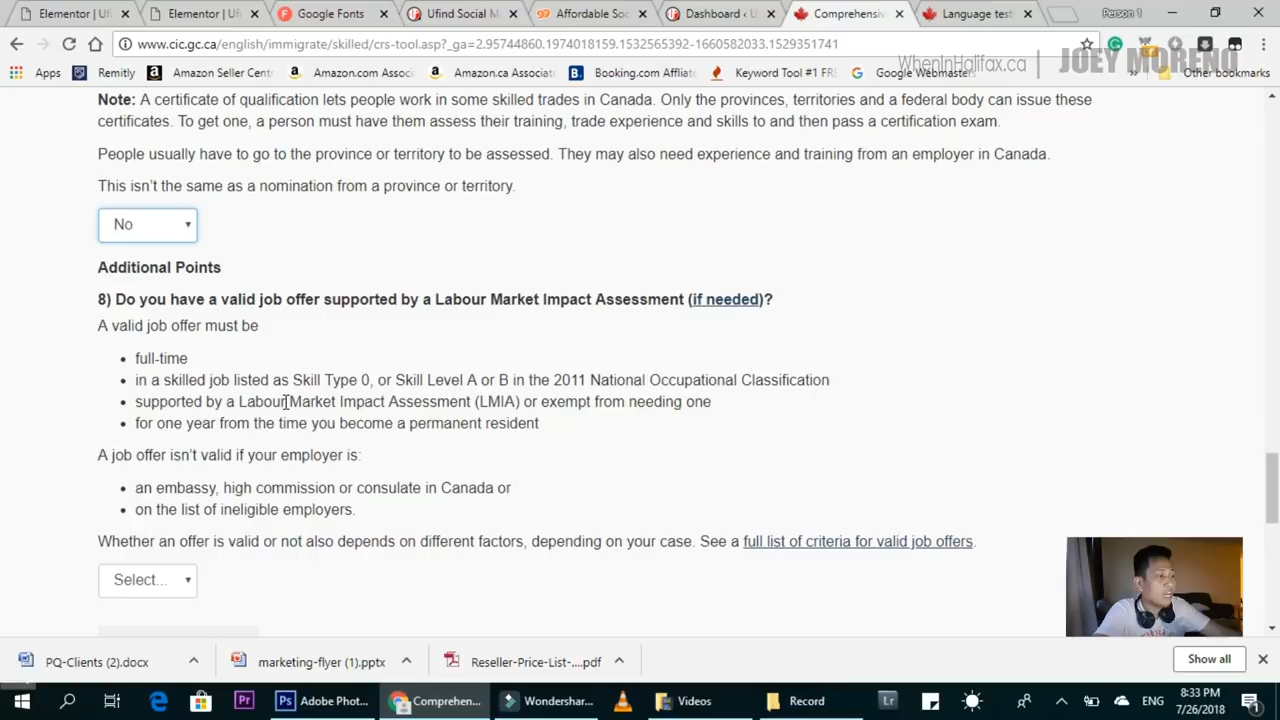 Elementor | Ufi
Elementor | Ufi
Google Fonts
Ufind Social M
Affordable Soc
Dashboard ‹ U
Comprehensiv
Language test
Person 1
www.cic.gc.ca/english/immigrate/skilled/crs-tool.asp?_ga=2.95744860.1974018159.1532565392-1660582033.1529351741
WhenInHalifax.ca | JOEY MORENO
Apps
Remitly
Amazon Seller Cent
Amazon.com Assoc
Amazon.ca Associate
Booking.com Affliate
Keyword Tool #1 FRE
Google Webmasters
»
Other bookmarks
Note: A certificate of qualification lets people work in some skilled trades in Canada. Only the provinces, territories and a federal body can issue these
certificates. To get one, a person must have them assess their training, trade experience and skills to and then pass a certification exam.
People usually have to go to the province or territory to be assessed. They may also need experience and training from an employer in Canada.
This isn’t the same as a nomination from a province or territory.
No
Additional Points
8) Do you have a valid job offer supported by a Labour Market Impact Assessment (if needed)?
A valid job offer must be
• full-time
• in a skilled job listed as Skill Type 0, or Skill Level A or B in the 2011 National Occupational Classification
• supported by a Labour Market Impact Assessment (LMIA) or exempt from needing one
• for one year from the time you become a permanent resident
A job offer isn’t valid if your employer is:
• an embassy, high commission or consulate in Canada or
• on the list of ineligible employers.
Whether an offer is valid or not also depends on different factors, depending on your case. See a full list of criteria for valid job offers.
Select...
PQ-Clients (2).docx
marketing-flyer (1).pptx
Reseller-Price-List-....pdf
Show all
Pr
Ps
Adobe Phot...
Comprehen...
Wondershar...
Videos
Record
Lr
ENG
8:33 PM
7/26/2018